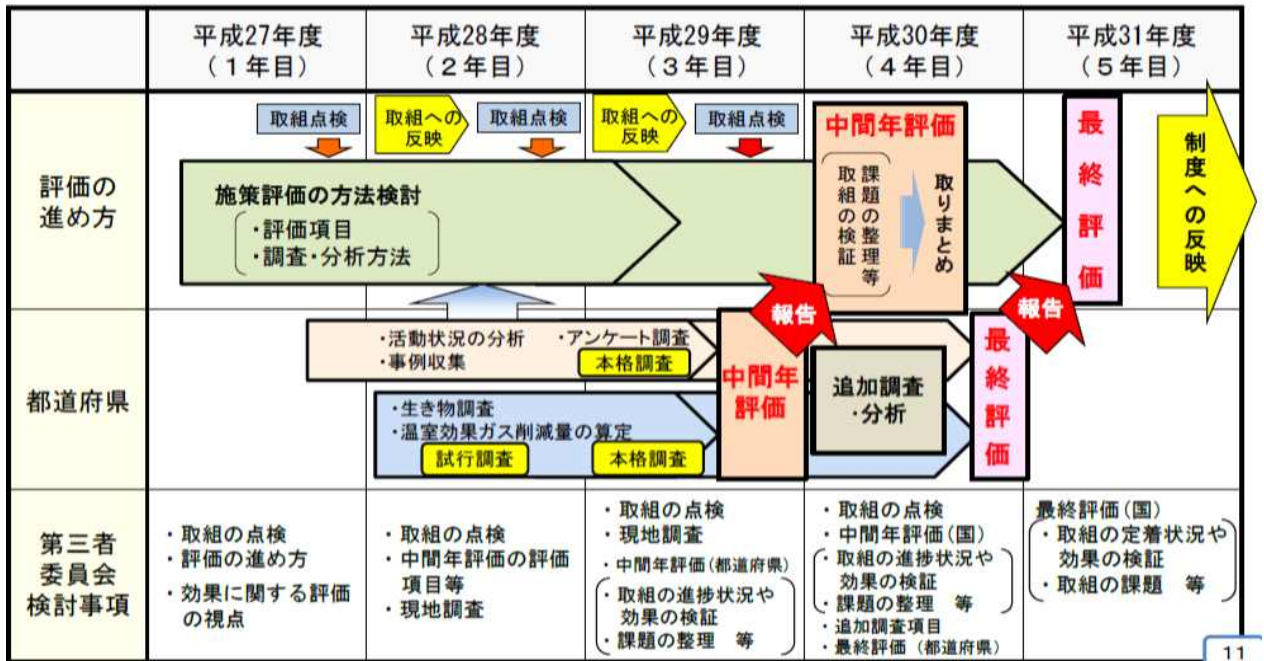 平成27年度
(1年目)
平成28年度
(2年目)
平成29年度
(3年目)
平成30年度
(4年目)
平成31年度
(5年目)
評価の
進め方
取組点検
取組への
反映
取組点検
取組への
反映
取組点検
中間年評価
取組の検証
課題の整理等
取りまとめ
最終評価
制度への反映
施策評価の方法検討
・評価項目
・調査・分析方法
報告
報告
都道府県
・活動状況の分析
・事例収集
・アンケート調査
本格調査
・生き物調査
・温室効果ガス削減量の算定
試行調査
本格調査
中間年
評価
追加調査
・分析
最終評価
第三者
委員会
検討事項
・取組の点検
・評価の進め方
・効果に関する評価
の視点
・取組の点検
・中間年評価の評価
項目等
・現地調査
・取組の点検
・現地調査
・中間年評価(都道府県)
・取組の進捗状況や
効果の検証
・課題の整理 等
・取組の点検
・中間年評価(国)
・取組の進捗状況や
効果の検証
・課題の整理 等
・追加調査項目
・最終評価(都道府県)
最終評価(国)
・取組の定着状況や
効果の検証
・取組の課題 等
11